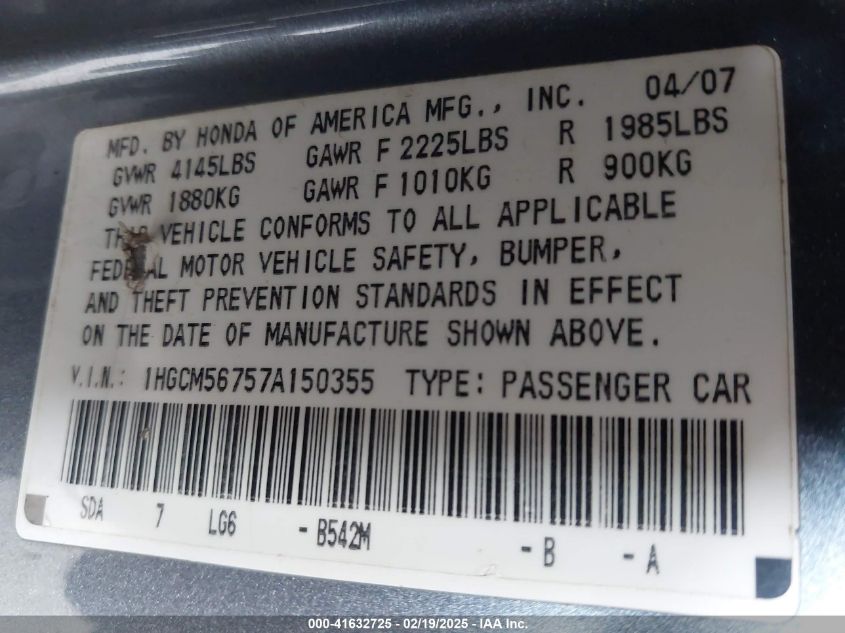 MFD. BY HONDA OF AMERICA MFG., INC. 04/07
GVWR 4145LBS GAWR F 2225LBS R 1985LBS
GVWR 1880KG GAWR F 1010KG R 900KG
THIS VEHICLE CONFORMS TO ALL APPLICABLE
FEDERAL MOTOR VEHICLE SAFETY, BUMPER,
AND THEFT PREVENTION STANDARDS IN EFFECT
ON THE DATE OF MANUFACTURE SHOWN ABOVE.
V.I.N.: 1HGCM56757A150355 TYPE: PASSENGER CAR
SDA 7 LG6 - B542M - B - A
000-41632725 - 02/19/2025 - IAA, Inc.